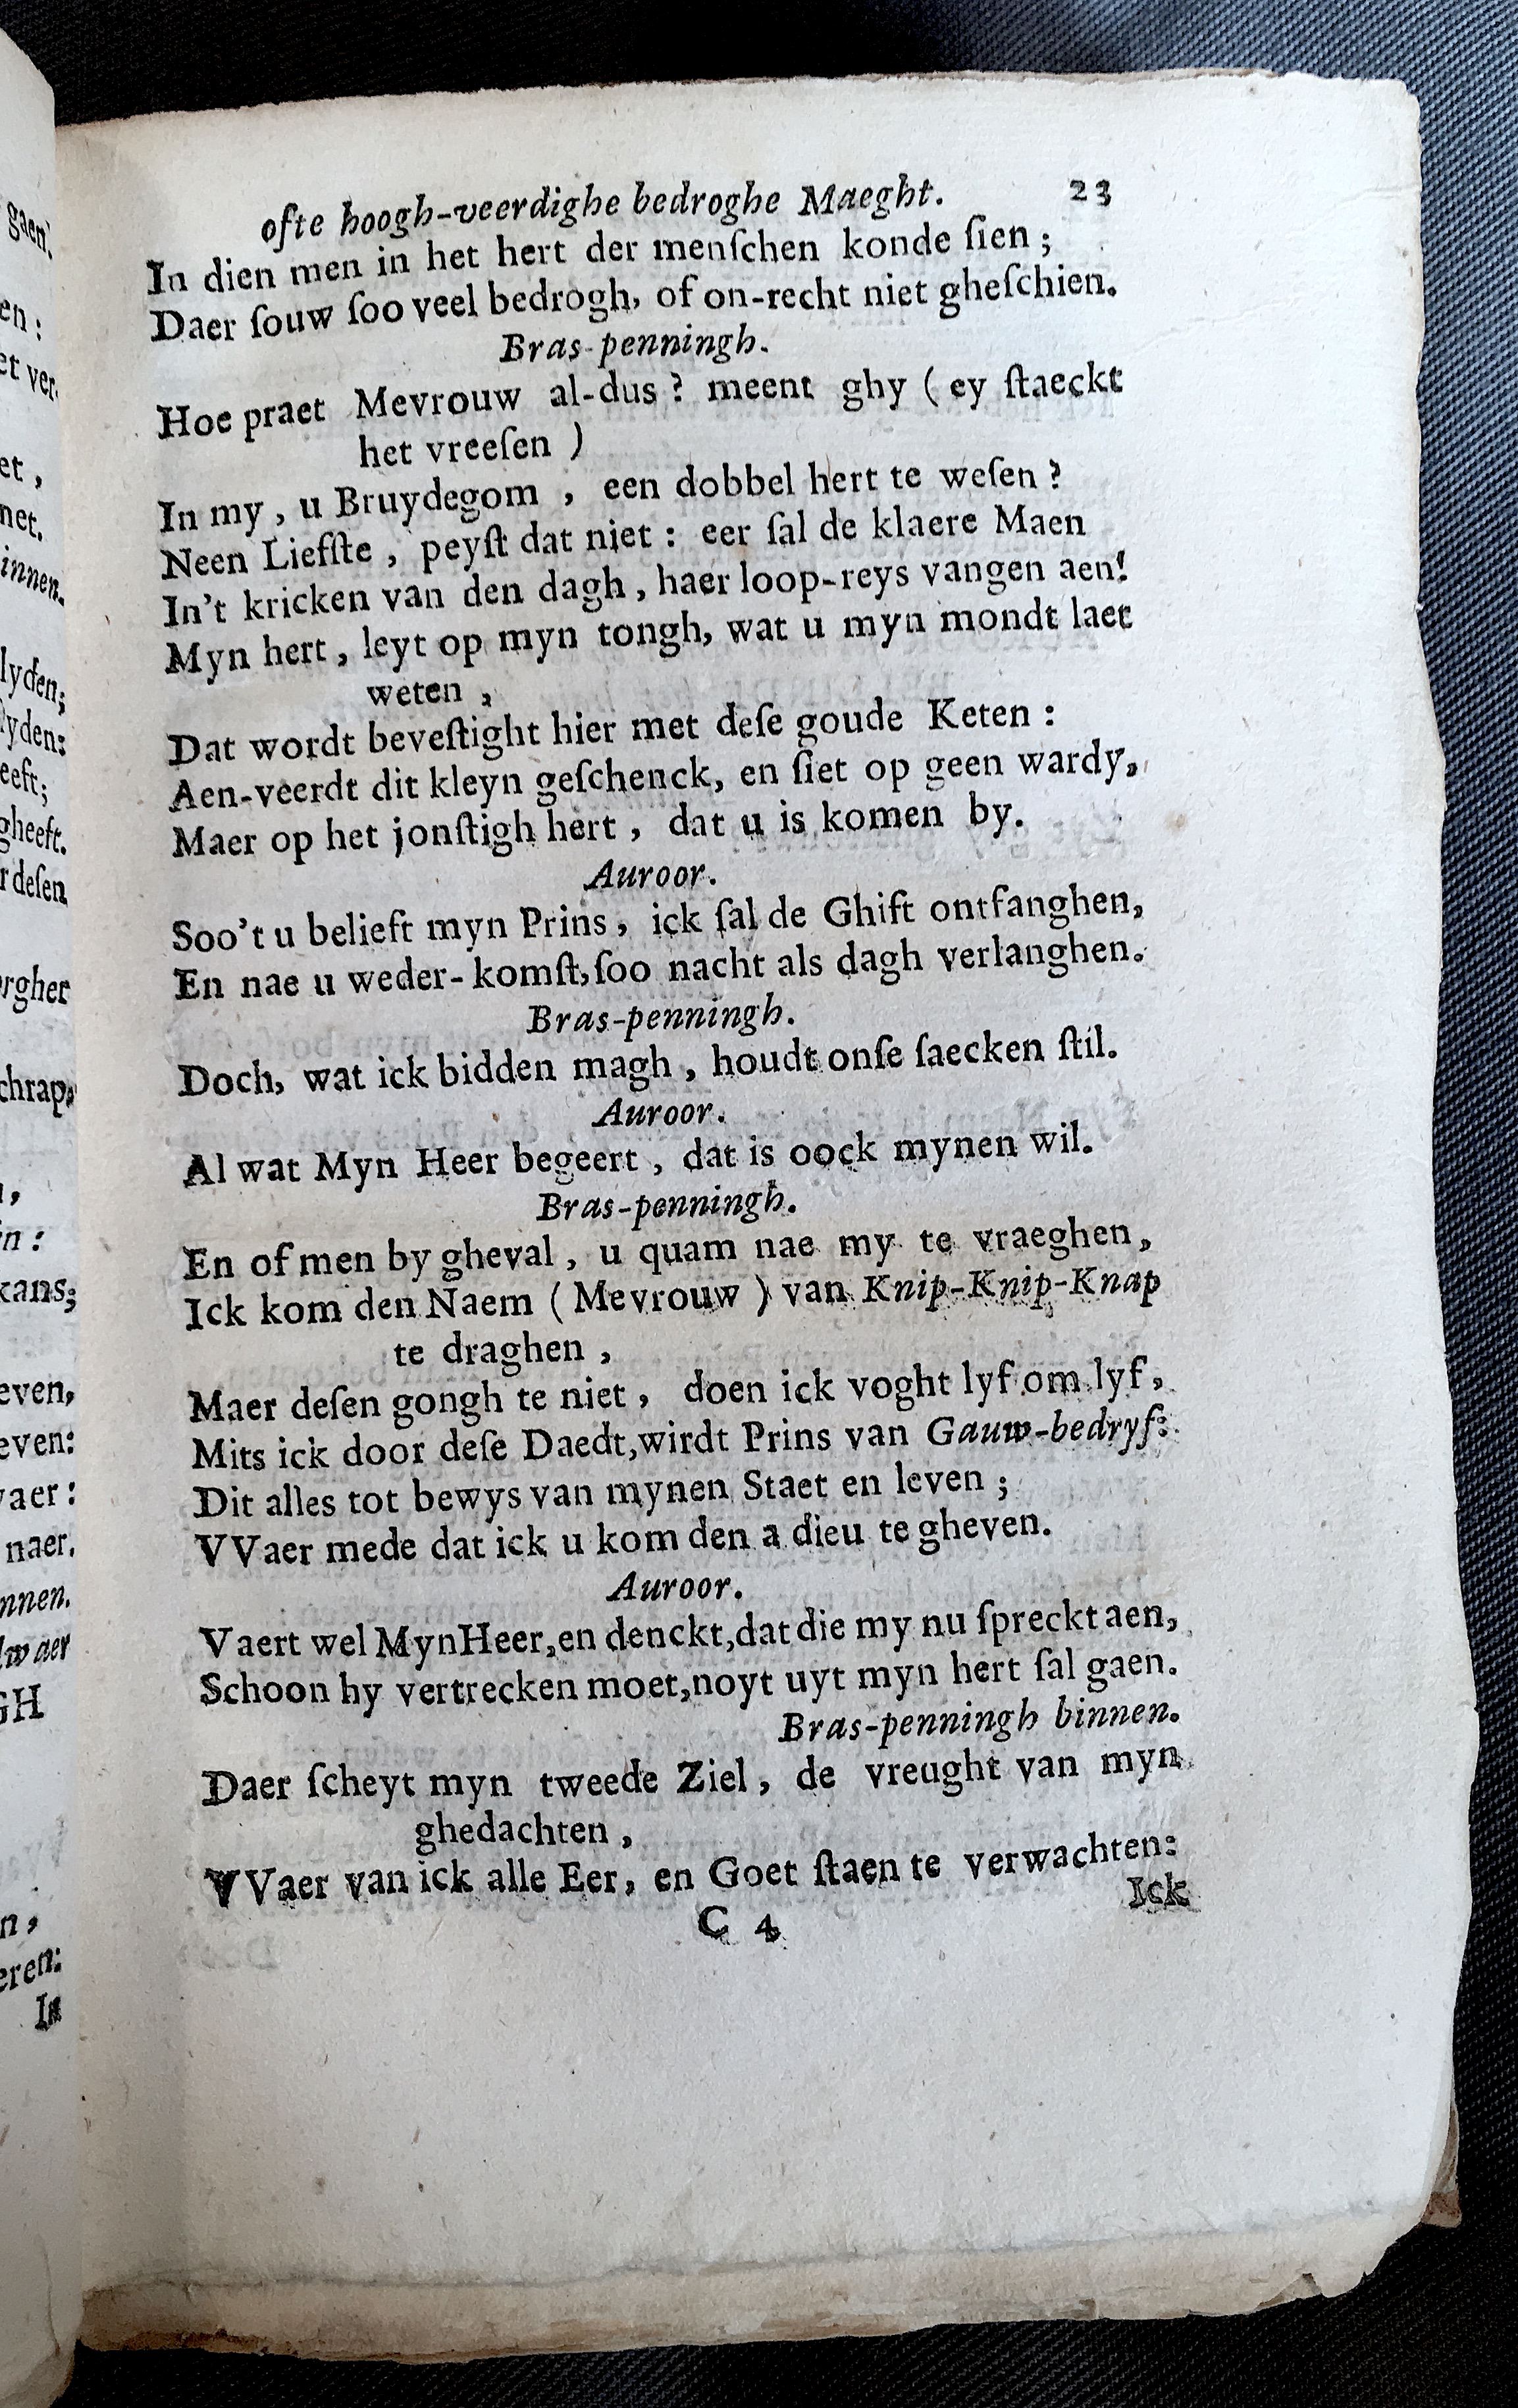 ofte hoogh-veerdighe bedroghe Maeght. 23
In dien men in het hert der menſchen konde ſien ;
Daer ſouw ſoo veel bedrogh, of on-recht niet gheſchien.
Bras-penningh.
Hoe praet Mevrouw al-dus ? meent ghy ( ey ſtaeckt
het vreeſen )
In my , u Bruydegom , een dobbel hert te weſen ?
Neen Liefſte , peyſt dat niet : eer ſal de klaere Maen
In't kricken van den dagh , haer loop-reys vangen aen!
Myn hert , leyt op myn tongh, wat u myn mondt laet
weten ,
Dat wordt beveſtight hier met deſe goude Keten :
Aen-veerdt dit kleyn geſchenck, en ſiet op geen wardy,
Maer op het jonſtigh hert , dat u is komen by.
Auroor.
Soo't u belieft myn Prins , ick ſal de Ghift ontfanghen,
En nae u weder-komſt, ſoo nacht als dagh verlanghen.
Bras-penningh.
Doch, wat ick bidden magh , houdt onſe ſaecken ſtil.
Auroor.
Al wat Myn Heer begeert , dat is oock mynen wil.
Bras-penningh.
En of men by gheval , u quam nae my te vraeghen,
Ick kom den Naem ( Mevrouw ) van Knip-Knip-Knap
te draghen ,
Maer deſen gongh te niet , doen ick voght lyf om lyf,
Mits ick door deſe Daedt,wirdt Prins van Gauw-bedryf:
Dit alles tot bewys van mynen Staet en leven ;
VVaer mede dat ick u kom den a dieu te gheven.
Auroor.
Vaert wel MynHeer,en denckt,dat die my nu ſpreckt aen,
Schoon hy vertrecken moet,noyt uyt myn hert ſal gaen.
Bras-penningh binnen.
Daer ſcheyt myn tweede Ziel , de vreught van myn
ghedachten ,
VVaer van ick alle Eer, en Goet ſtaen te verwachten:
C 4 Ick